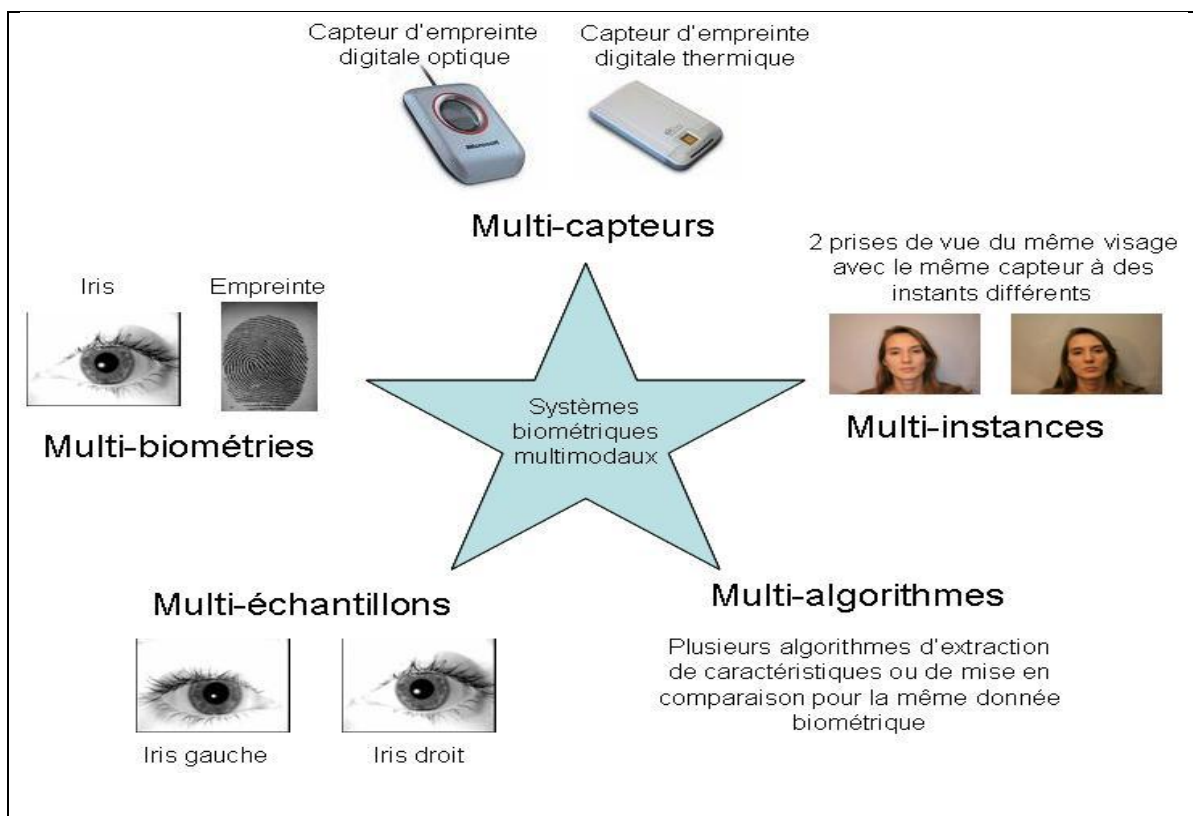 Capteur d'empreinte
digitale optique
Capteur d'empreinte
digitale thermique
Microsoft
Multi-capteurs
2 prises de vue du même visage
avec le même capteur à des
instants différents
Iris
Empreinte
Multi-biométries
Multi-instances
Systèmes
biométriques
multimodaux
Multi-échantillons
Multi-algorithmes
Plusieurs algorithmes d'extraction
de caractéristiques ou de mise en
comparaison pour la même donnée
biométrique
Iris gauche
Iris droit